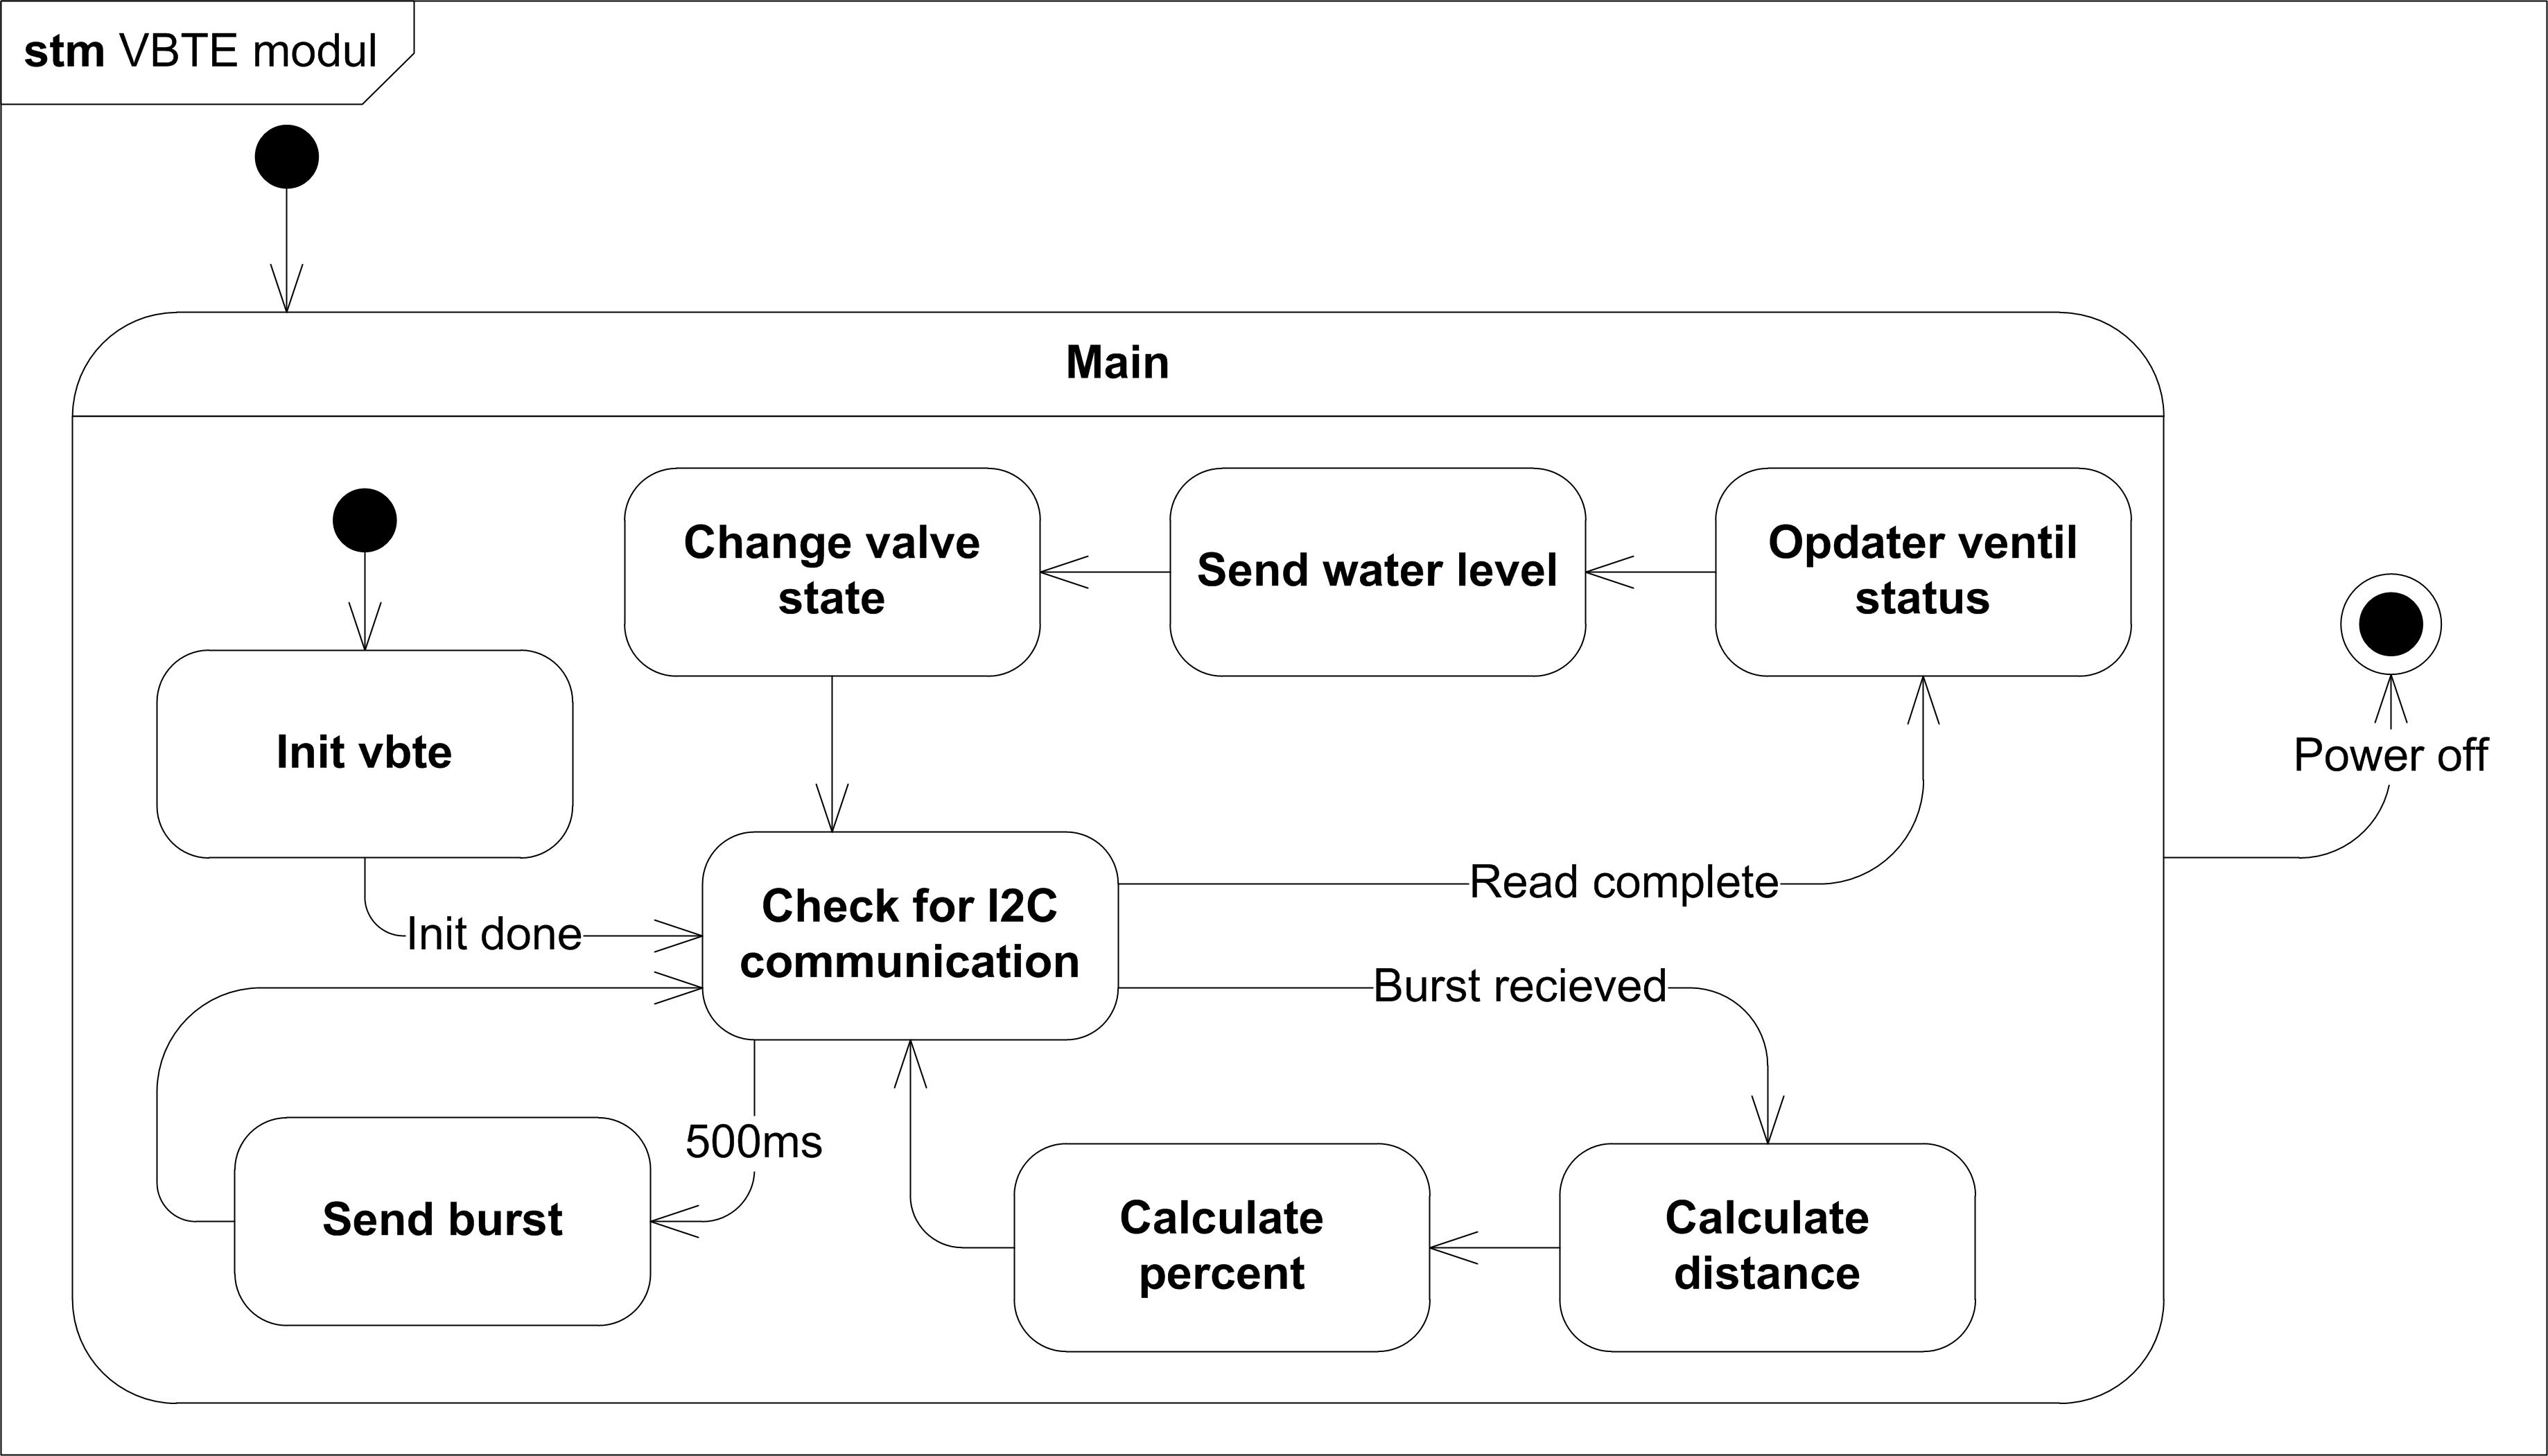 stm VBTE modul
Main
Change valve
state
Send water level
Opdater ventil
status
Init vbte
Power off
Check for I2C
communication
Read complete
Init done
Burst recieved
500ms
Send burst
Calculate
percent
Calculate
distance